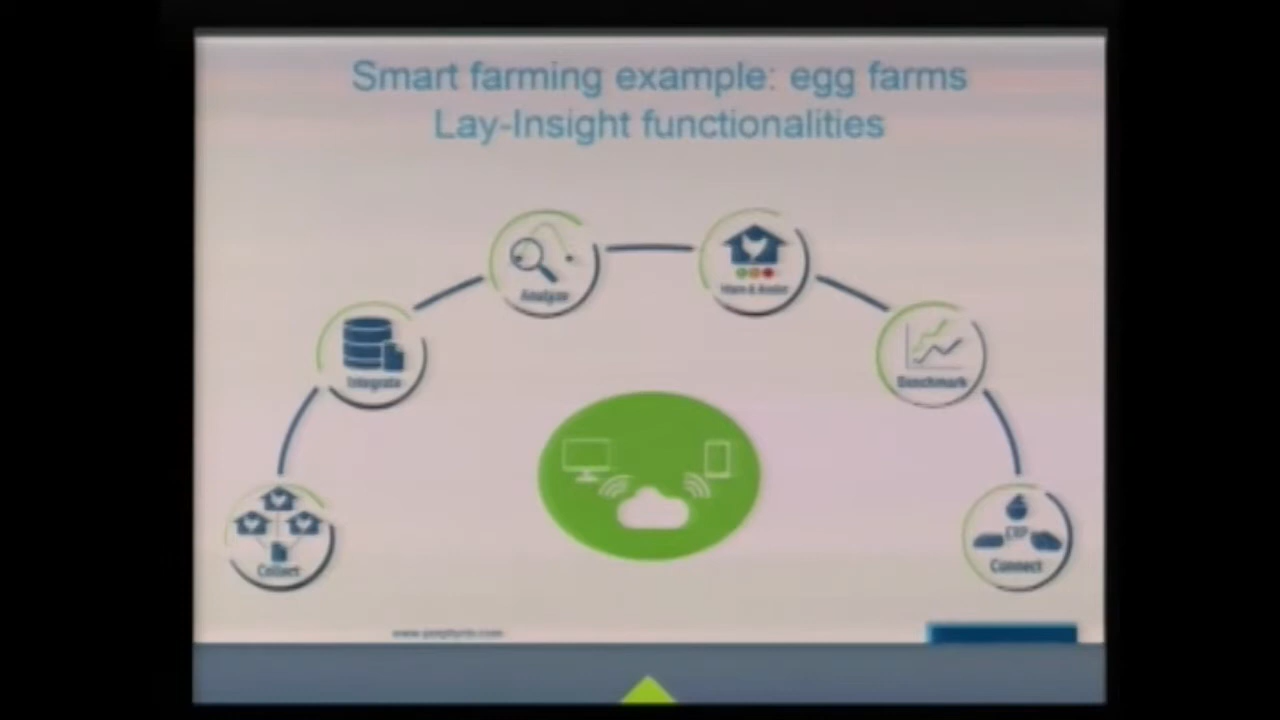 Smart farming example: egg farms
Lay-Insight functionalities
Analyze
Integrate
Benchmark
Collect
ERP
Connect